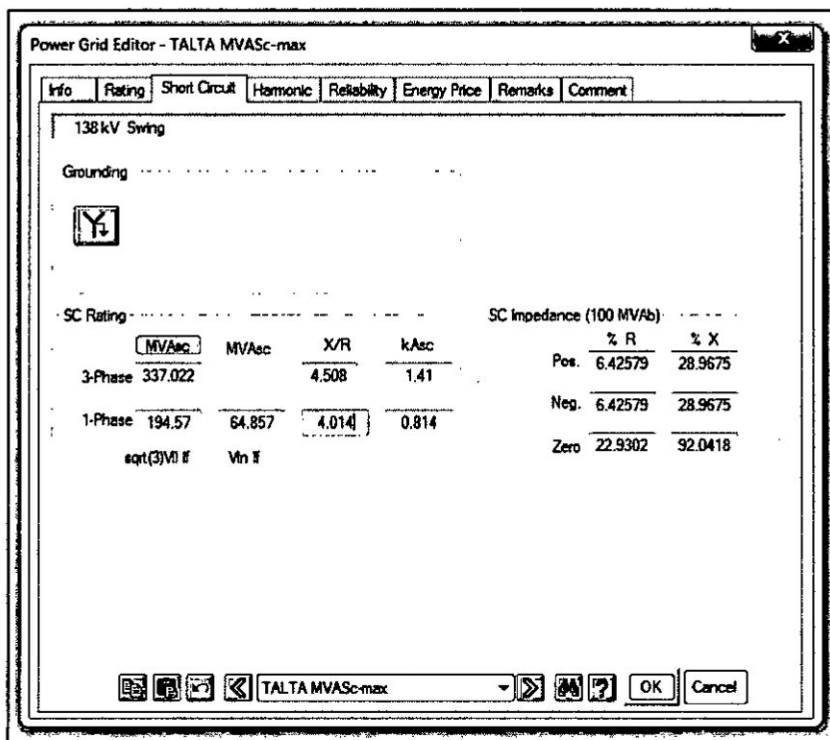 Power Grid Editor - TALTA MVASc-max
Info Rating Short Circuit Harmonic Reliability Energy Price Remarks Comment
138 kV Swing
Grounding
SC Rating SC Impedance (100 MVAb)
MVAsc MVAsc X/R kAsc % R % X
3-Phase 337.022 4.508 1.41 Pos. 6.42579 28.9675
Neg. 6.42579 28.9675
1-Phase 194.57 64.857 4.014 0.814
Zero 22.9302 92.0418
sqrt(3)Vll If Vln If
TALTA MVASc-max ? OK Cancel